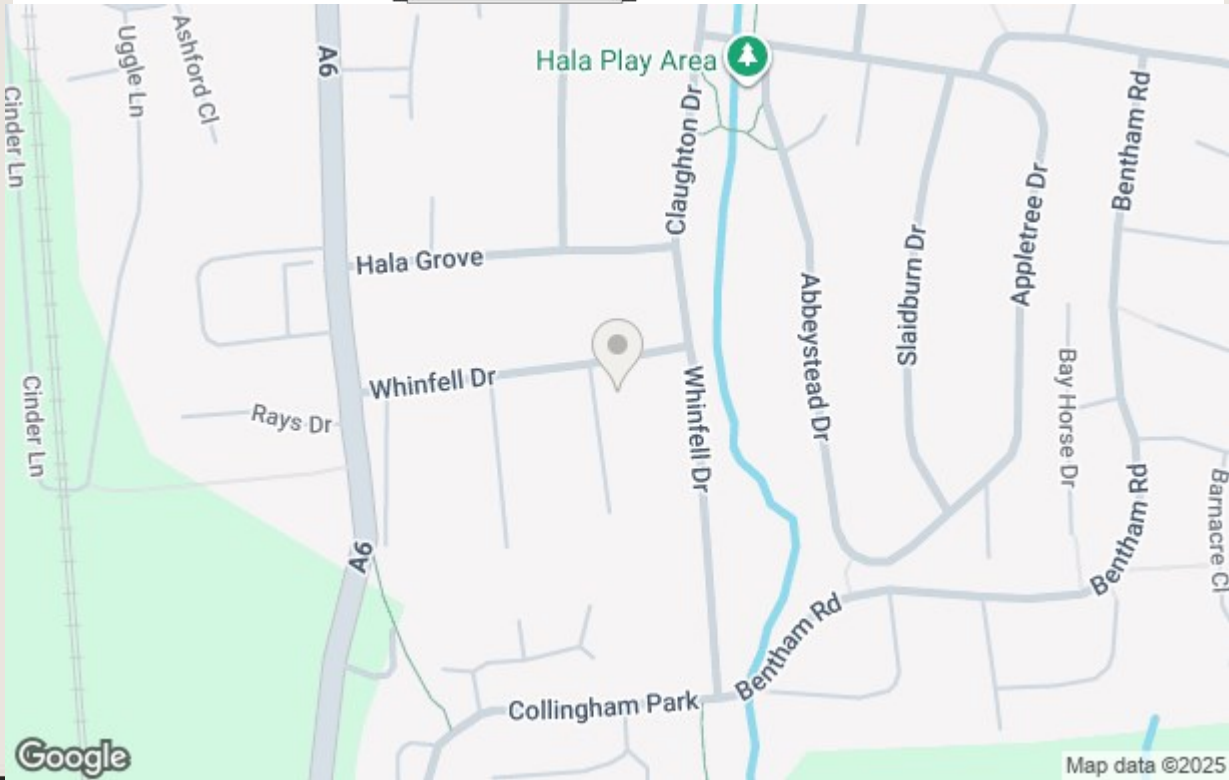 Uggle Ln
Ashford Cl
A6
Hala Play Area
Cinder Ln
Claughton Dr
Bentham Rd
Hala Grove
Abbeystead Dr
Slaidburn Dr
Appletree Dr
Whinfell Dr
Rays Dr
Whinfell Dr
Bay Horse Dr
Cinder Ln
A6
Bentham Rd
Barnacre Cl
Bentham Rd
Collingham Park
Google
Map data ©2025